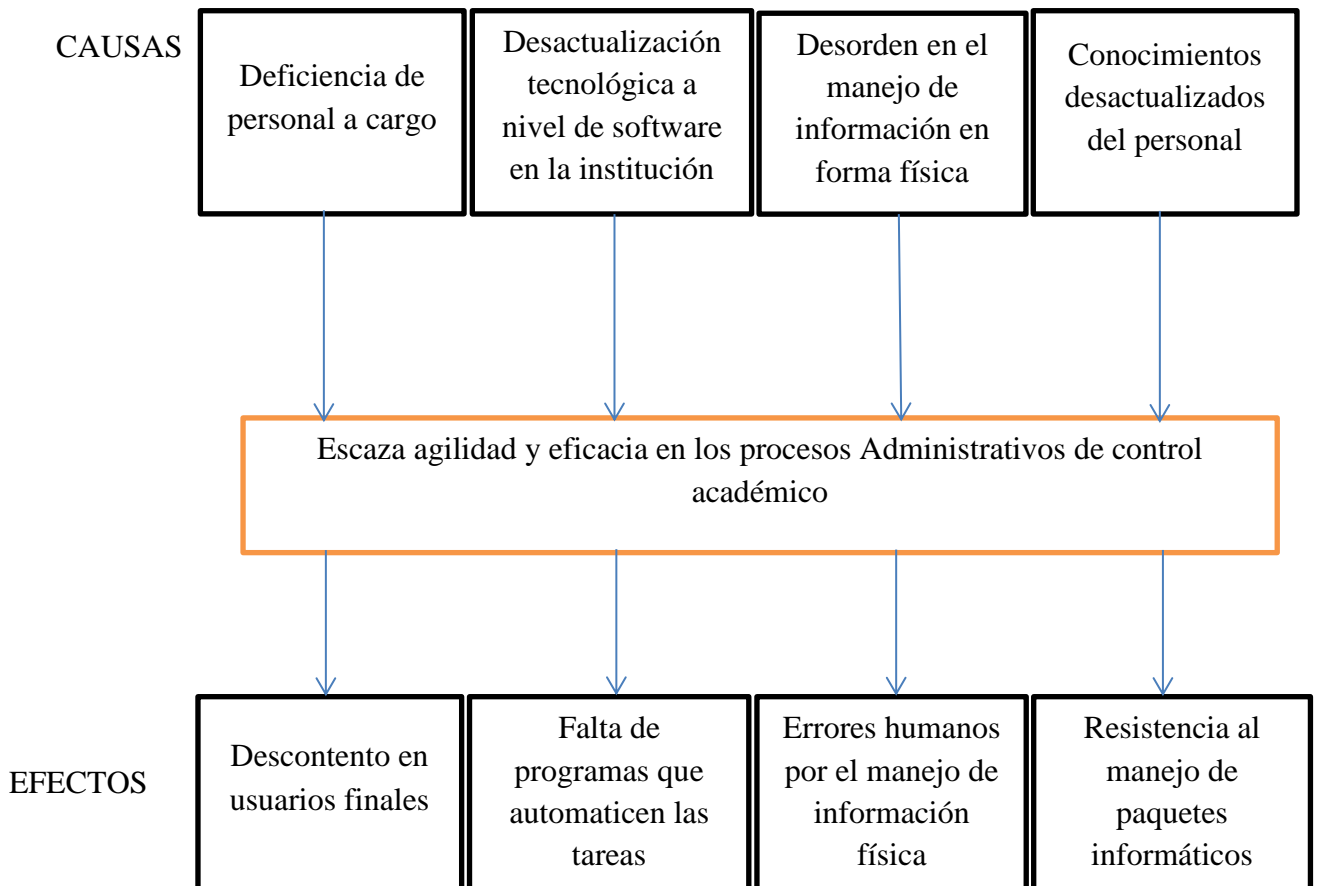 CAUSAS
Deficiencia de
personal a cargo
Desactualización
tecnológica a
nivel de software
en la institución
Desorden en el
manejo de
información en
forma física
Conocimientos
desactualizados
del personal
Escaza agilidad y eficacia en los procesos Administrativos de control
académico
EFECTOS
Descontento en
usuarios finales
Falta de
programas que
automaticen las
tareas
Errores humanos
por el manejo de
información
física
Resistencia al
manejo de
paquetes
informáticos